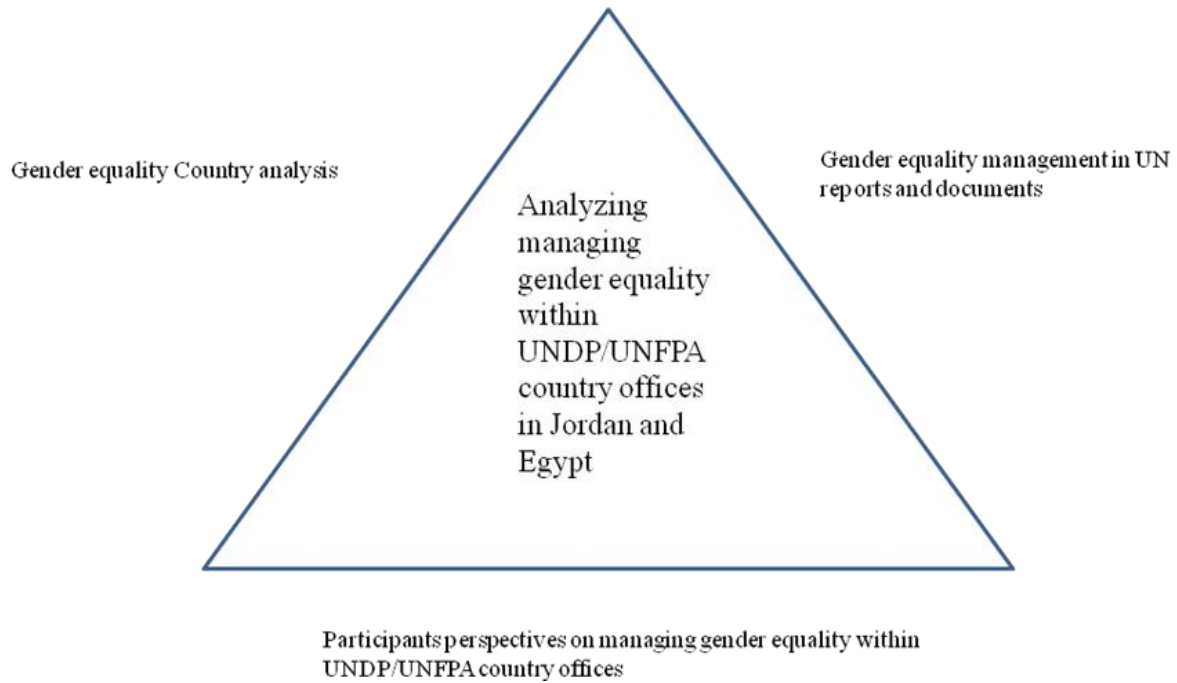 Gender equality Country analysis
Gender equality management in UN
reports and documents
Analyzing
managing
gender equality
within
UNDP/UNFPA
country offices
in Jordan and
Egypt
Participants perspectives on managing gender equality within
UNDP/UNFPA country offices